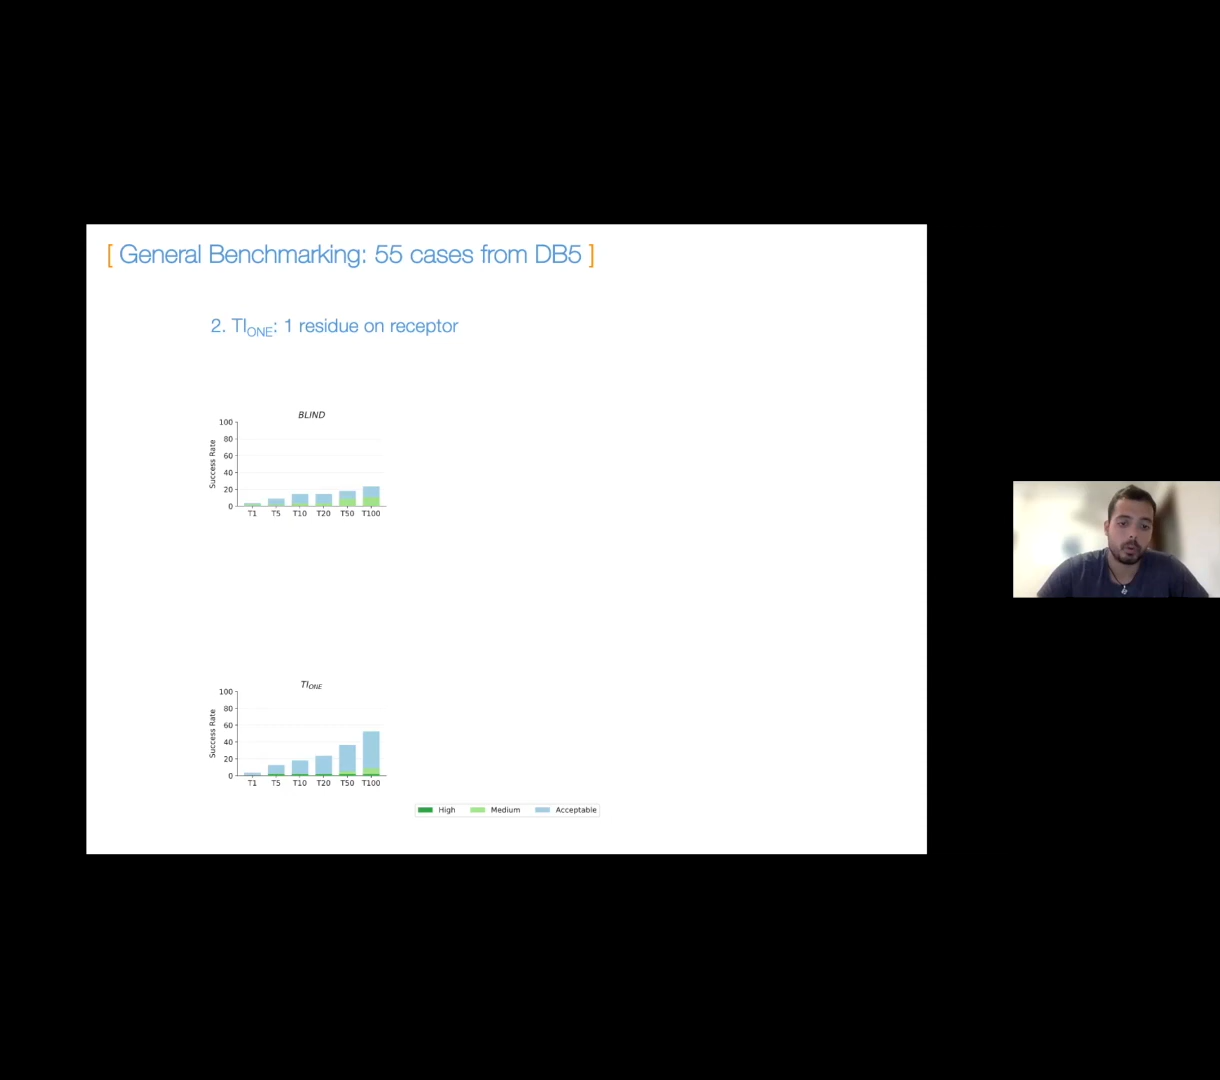 [ General Benchmarking: 55 cases from DB5 ]
2. TIONE: 1 residue on receptor
BLIND
100
80
60
40
20
0
Success Rate
T1 T5 T10 T20 T50 T100
TIONE
100
80
60
40
20
0
Success Rate
T1 T5 T10 T20 T50 T100
High Medium Acceptable